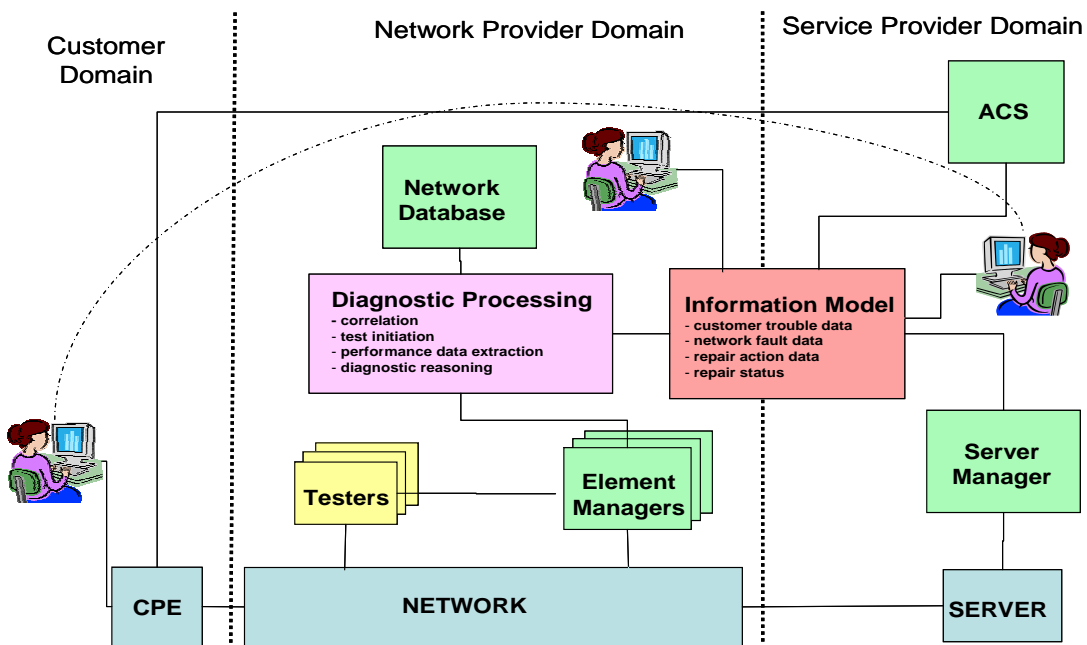 Customer
Domain
Network Provider Domain
Service Provider Domain
ACS
Network
Database
Diagnostic Processing
- correlation
- test initiation
- performance data extraction
- diagnostic reasoning
Information Model
- customer trouble data
- network fault data
- repair action data
- repair status
Testers
Element
Managers
Server
Manager
CPE
NETWORK
SERVER